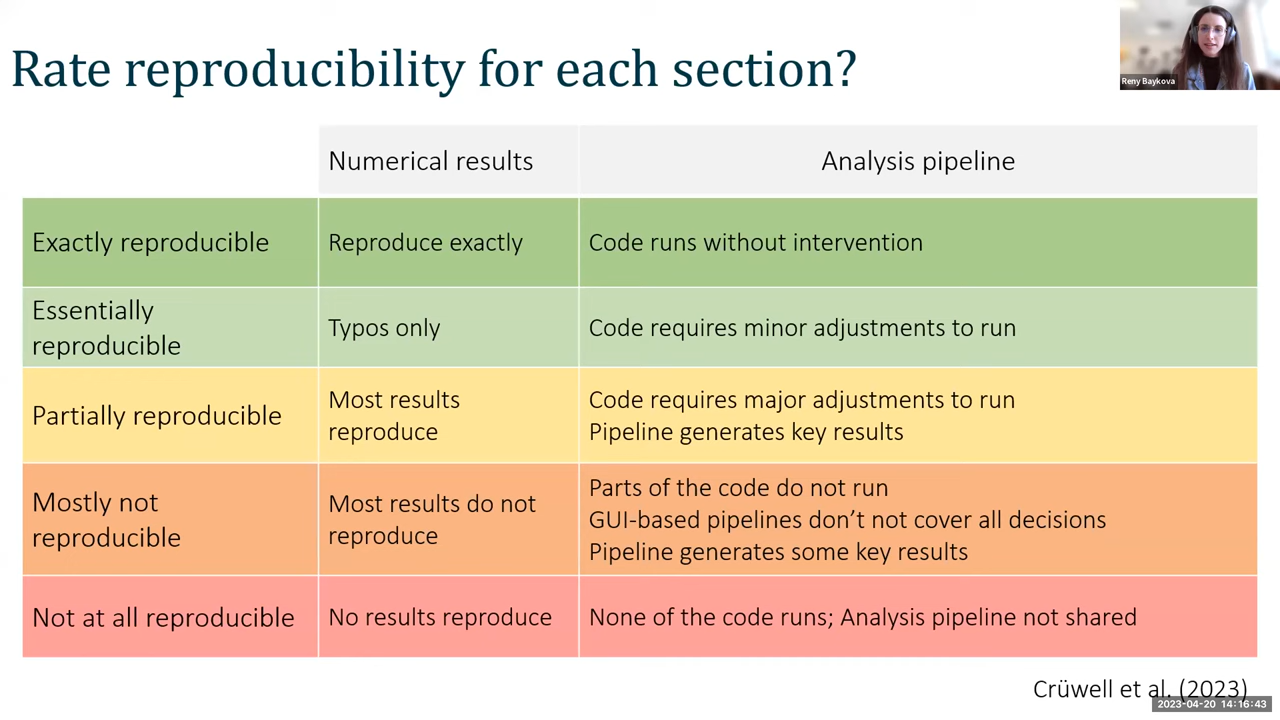 Rate reproducibility for each section?
Reny Baykova
Numerical results
Analysis pipeline
Exactly reproducible
Reproduce exactly
Code runs without intervention
Essentially
reproducible
Typos only
Code requires minor adjustments to run
Partially reproducible
Most results
reproduce
Code requires major adjustments to run
Pipeline generates key results
Mostly not
reproducible
Most results do not
reproduce
Parts of the code do not run
GUI-based pipelines don’t not cover all decisions
Pipeline generates some key results
Not at all reproducible
No results reproduce
None of the code runs; Analysis pipeline not shared
Crüwell et al. (2023)
2023-04-20 14:16:43